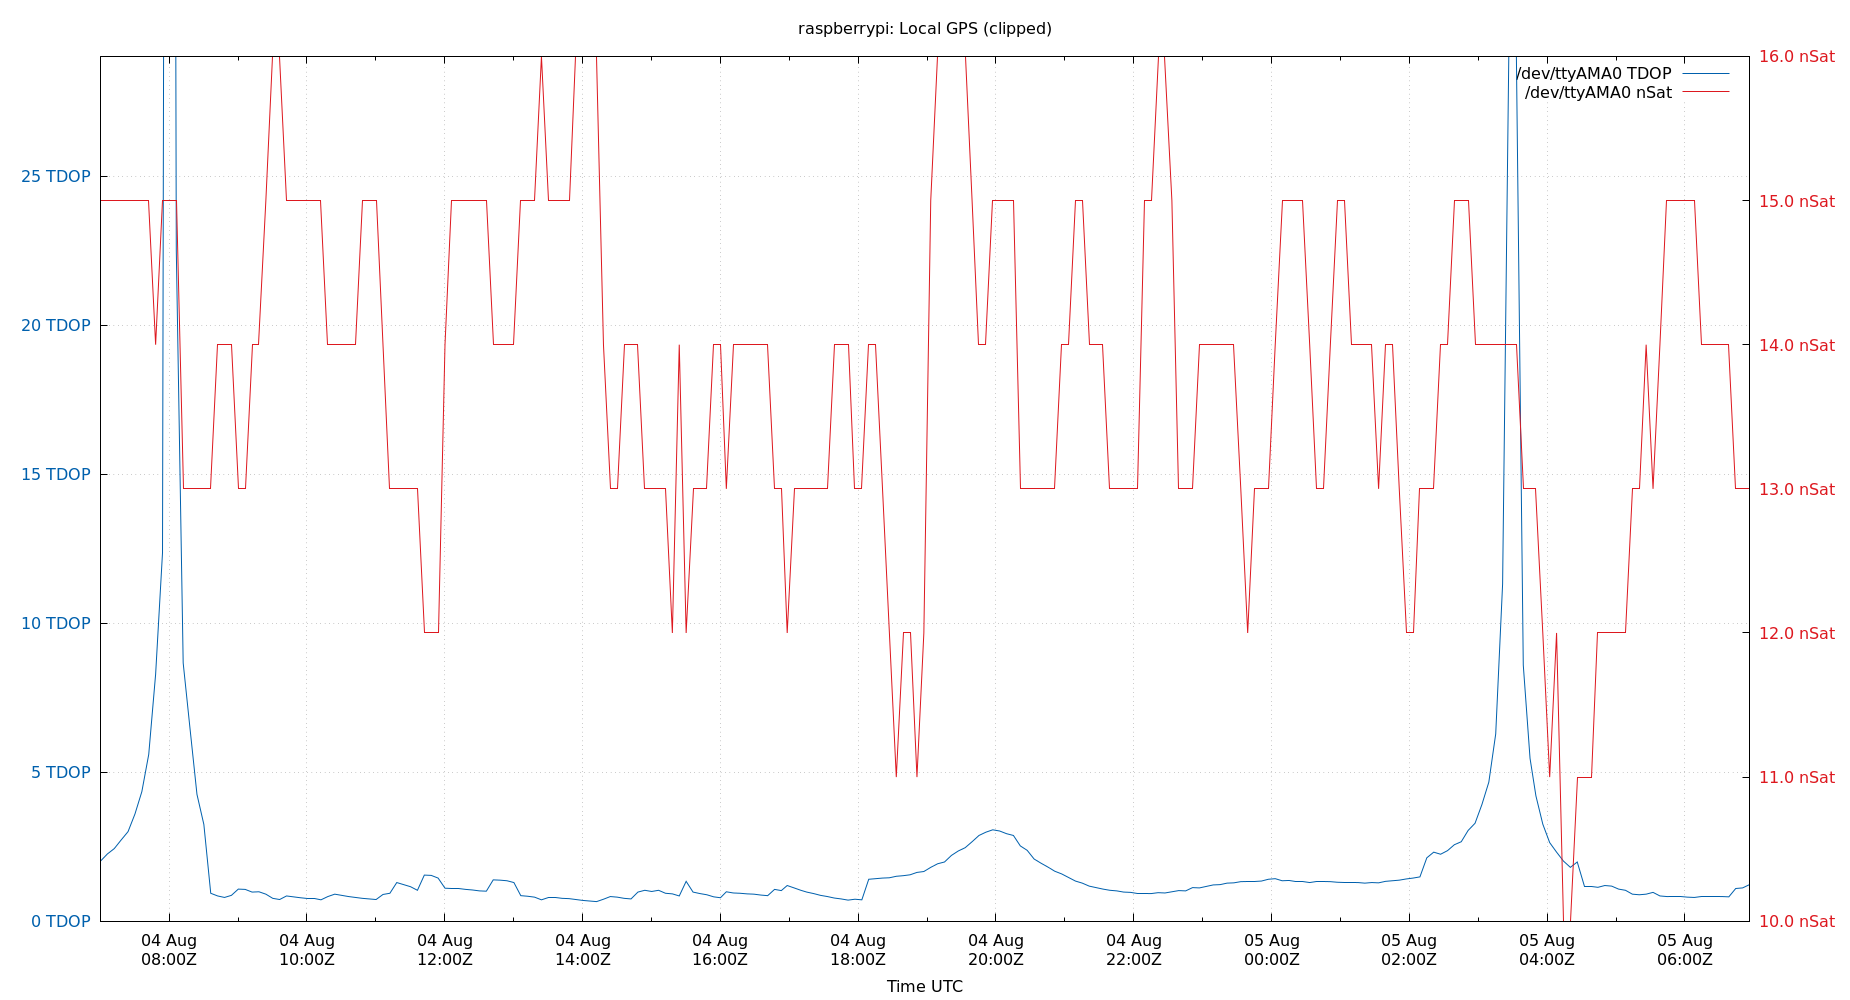 raspberrypi: Local GPS (clipped)
/dev/ttyAMA0 TDOP
/dev/ttyAMA0 nSat
25 TDOP
20 TDOP
15 TDOP
10 TDOP
5 TDOP
0 TDOP
16.0 nSat
15.0 nSat
14.0 nSat
13.0 nSat
12.0 nSat
11.0 nSat
10.0 nSat
04 Aug
08:00Z
04 Aug
10:00Z
04 Aug
12:00Z
04 Aug
14:00Z
04 Aug
16:00Z
04 Aug
18:00Z
04 Aug
20:00Z
04 Aug
22:00Z
05 Aug
00:00Z
05 Aug
02:00Z
05 Aug
04:00Z
05 Aug
06:00Z
Time UTC